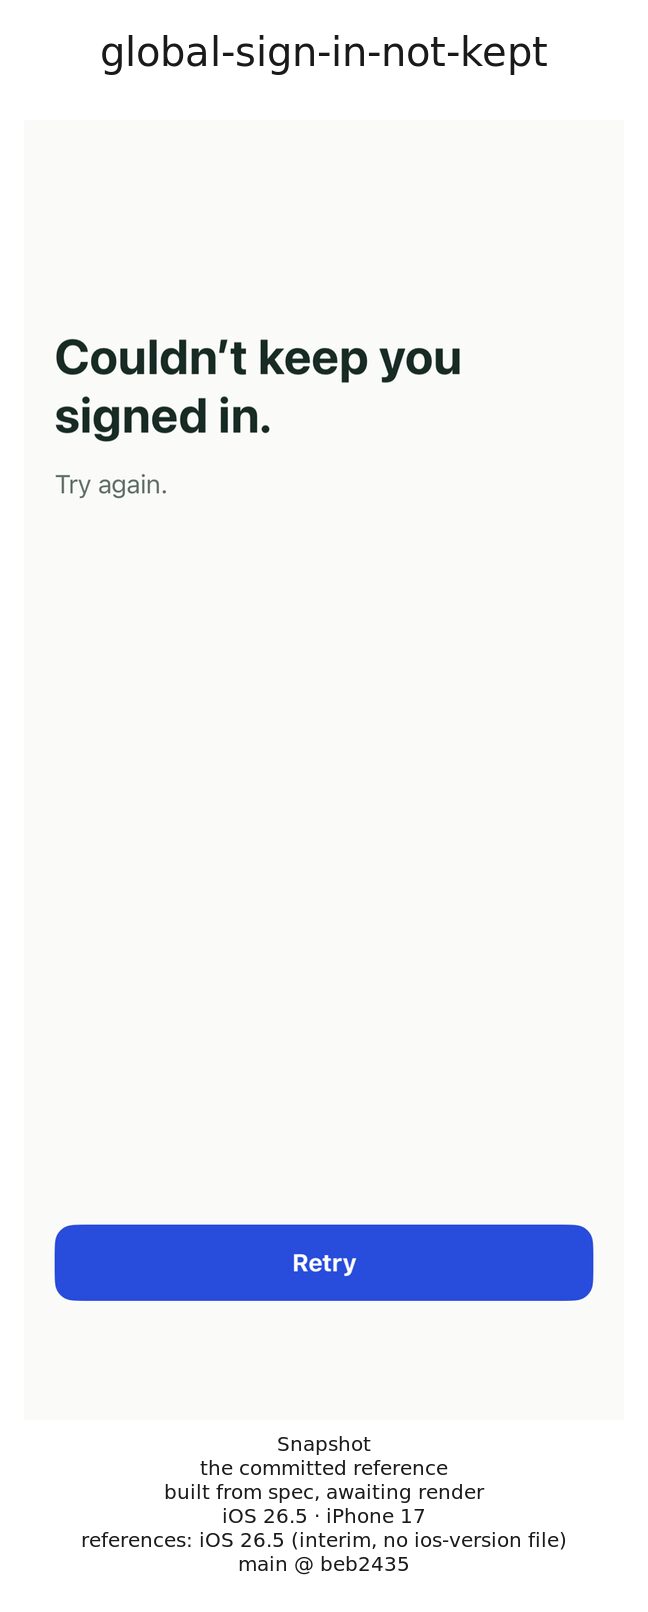 global-sign-in-not-kept
Couldn’t keep you
signed in.
Try again.
Retry
Snapshot
the committed reference
built from spec, awaiting render
iOS 26.5 · iPhone 17
references: iOS 26.5 (interim, no ios-version file)
main @ beb2435